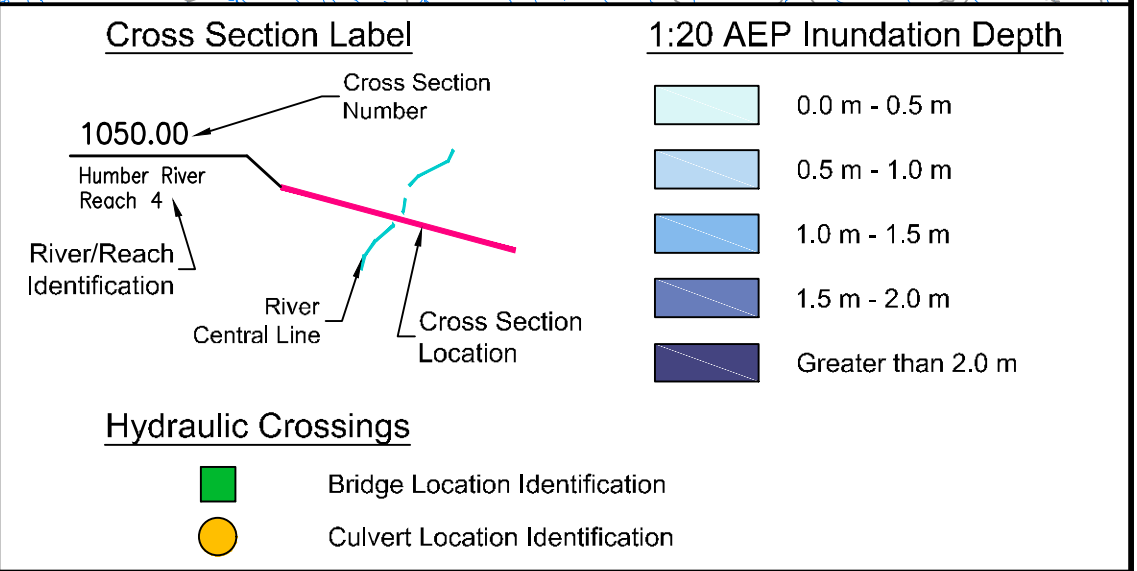 Cross Section Label
Cross Section
Number
1050.00
Humber River
Reach 4
River/Reach
Identification
River
Central Line
Cross Section
Location
1:20 AEP Inundation Depth
0.0 m - 0.5 m
0.5 m - 1.0 m
1.0 m - 1.5 m
1.5 m - 2.0 m
Greater than 2.0 m
Hydraulic Crossings
Bridge Location Identification
Culvert Location Identification